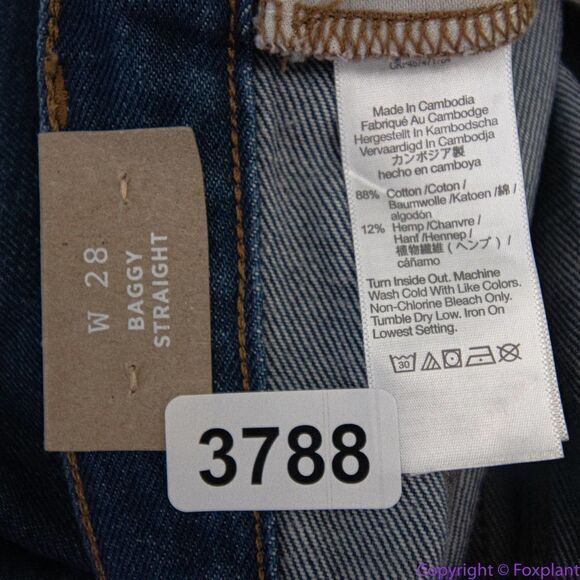 W 28
BAGGY
STRAIGHT
Made In Cambodia
Fabriqué Au Cambodge
Hergestellt In Kambodscha
Vervaardigd In Cambodja
カンボジア製
hecho en camboya
88% Cotton /Coton /
Baumwolle /Katoen /綿 /
algodón
12% Hemp /Chanvre /
Hanf /Hennep /
植物繊維 (ヘンプ) /
cáñamo
Turn Inside Out. Machine
Wash Cold With Like Colors.
Non-Chlorine Bleach Only.
Tumble Dry Low. Iron On
Lowest Setting.
30
3788
Copyright © Foxplant